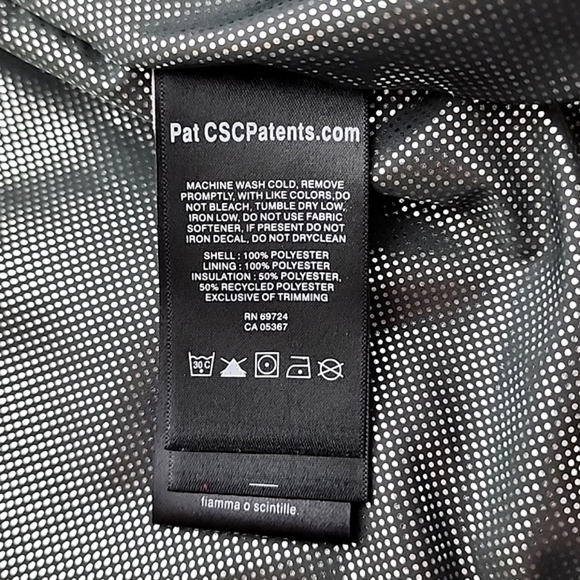 Pat CSCPatents.com
MACHINE WASH COLD, REMOVE
PROMPTLY, WITH LIKE COLORS,DO
NOT BLEACH, TUMBLE DRY LOW,
IRON LOW, DO NOT USE FABRIC
SOFTENER, IF PRESENT DO NOT
IRON DECAL, DO NOT DRYCLEAN
SHELL : 100% POLYESTER
LINING : 100% POLYESTER
INSULATION : 50% POLYESTER,
50% RECYCLED POLYESTER
EXCLUSIVE OF TRIMMING
RN 69724
CA 05367
30 C
fiamma o scintille.